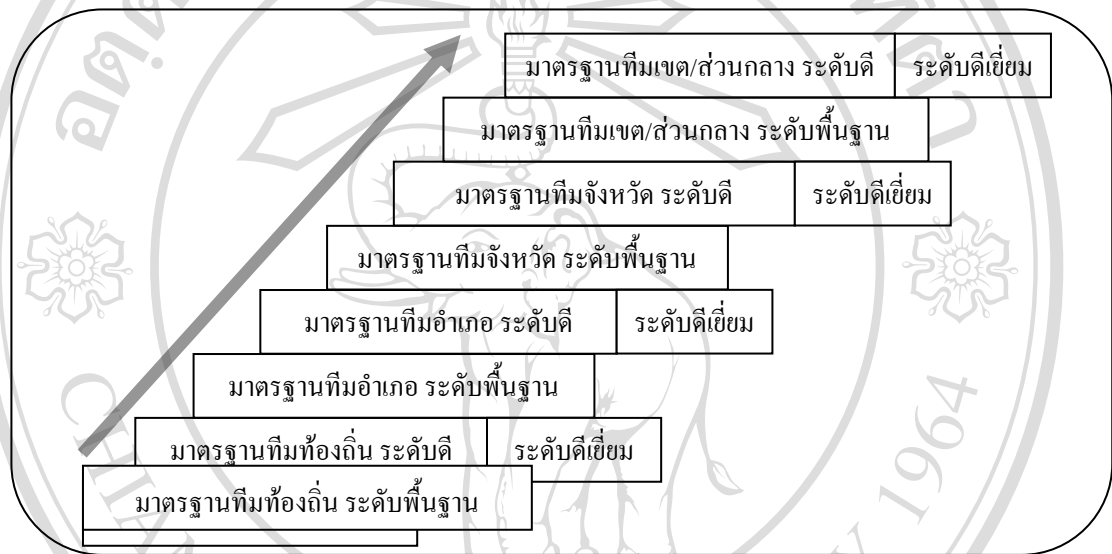 มาตรฐานทีมเขต/ส่วนกลาง ระดับดี ระดับดีเยี่ยม
มาตรฐานทีมเขต/ส่วนกลาง ระดับพื้นฐาน
มาตรฐานทีมจังหวัด ระดับดี ระดับดีเยี่ยม
มาตรฐานทีมจังหวัด ระดับพื้นฐาน
มาตรฐานทีมอำเภอ ระดับดี ระดับดีเยี่ยม
มาตรฐานทีมอำเภอ ระดับพื้นฐาน
มาตรฐานทีมท้องถิ่น ระดับดี ระดับดีเยี่ยม
มาตรฐานทีมท้องถิ่น ระดับพื้นฐาน
1964